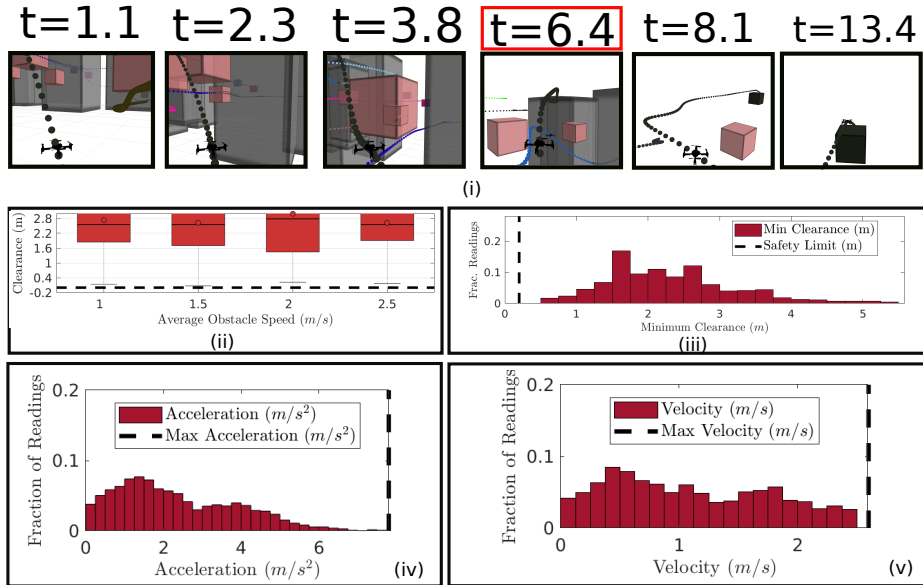 t=1.1 t=2.3 t=3.8 t=6.4 t=8.1 t=13.4
(i)
Clearance (m)
2.8
2.2
1.6
1
0.4
-0.2
1 1.5 2 2.5
Average Obstacle Speed (m/s)
(ii)
Frac. Readings
0.2
0.1
0
Min Clearance (m)
Safety Limit (m)
0 1 2 3 4 5
Minimum Clearance (m)
(iii)
Fraction of Readings
0.2
0.1
0
Acceleration (m/s²)
Max Acceleration (m/s²)
0 2 4 6
Acceleration (m/s²)
(iv)
Fraction of Readings
0.2
0.1
0
Velocity (m/s)
Max Velocity (m/s)
0 1 2
Velocity (m/s)
(v)